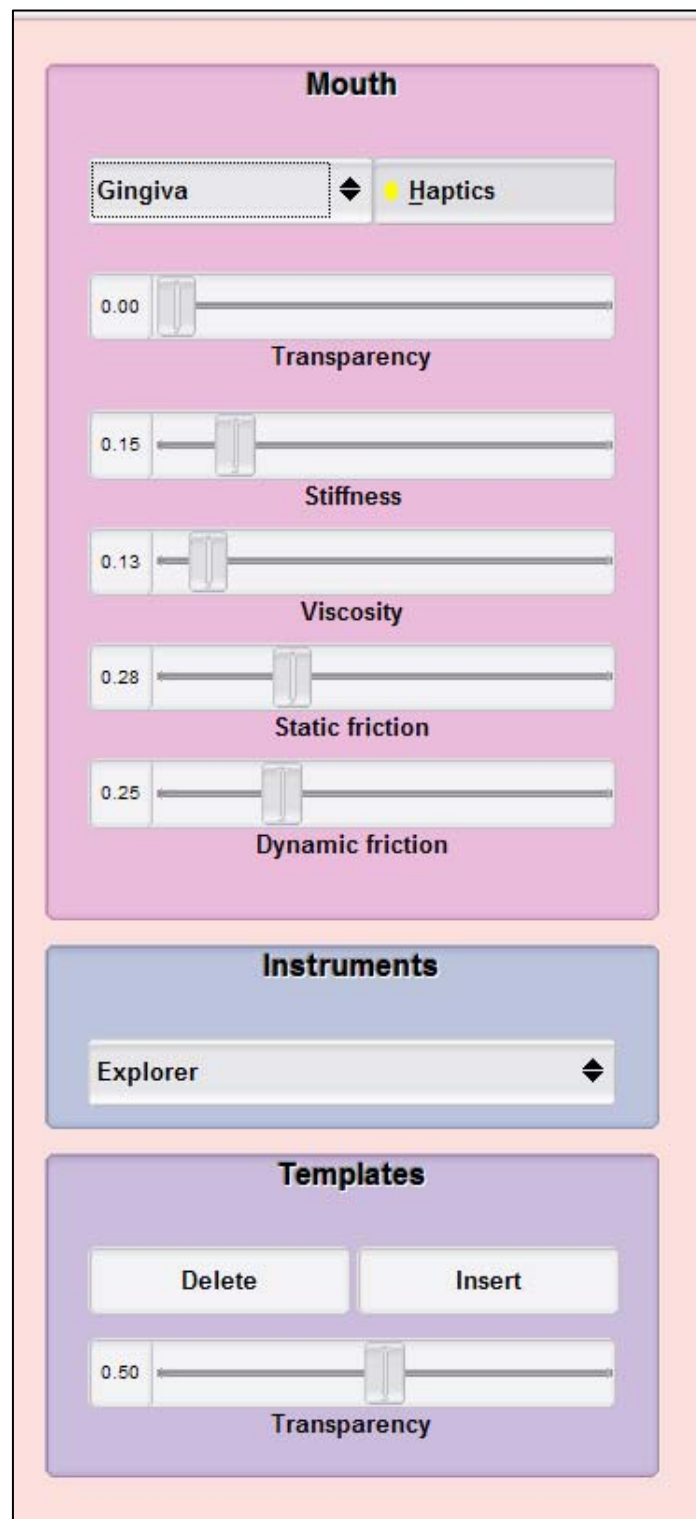 Mouth
Gingiva
Haptics
0.00
Transparency
0.15
Stiffness
0.13
Viscosity
0.28
Static friction
0.25
Dynamic friction
Instruments
Explorer
Templates
Delete Insert
0.50
Transparency